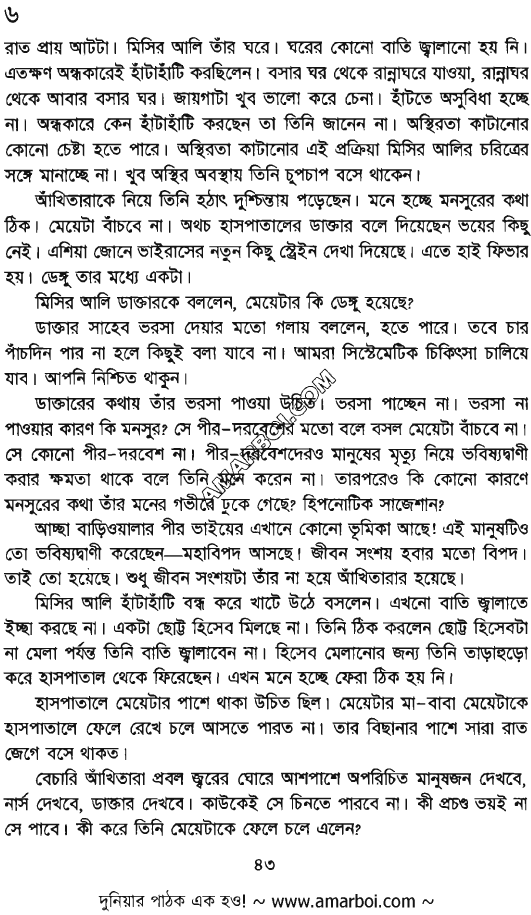 ৬
রাত প্রায় আটটা। মিসির আলি তাঁর ঘরে। ঘরের কোনো বাতি জ্বালানো হয় নি।
এতক্ষণ অন্ধকারেই হাঁটাহাঁটি করছিলেন। বসার ঘর থেকে রান্নাঘরে যাওয়া, রান্নাঘর
থেকে আবার বসার ঘর। জায়গাটা খুব ভালো করে চেনা। হাঁটতে অসুবিধা হচ্ছে
না। অন্ধকারে কেন হাঁটাহাঁটি করছেন তা তিনি জানেন না। অস্থিরতা কাটানোর
কোনো চেষ্টা হতে পারে। অস্থিরতা কাটানোর এই প্রক্রিয়া মিসির আলির চরিত্রের
সঙ্গে মানাচ্ছে না। খুব অস্থির অবস্থায় তিনি চুপচাপ বসে থাকেন।
আঁখিতারাকে নিয়ে তিনি হঠাৎ দুশ্চিন্তায় পড়েছেন। মনে হচ্ছে মনসুরের কথা
ঠিক। মেয়েটা বাঁচবে না। অথচ হাসপাতালের ডাক্তার বলে দিয়েছেন ভয়ের কিছু
নেই। এশিয়া জোনে ভাইরাসের নতুন কিছু স্ট্রেইন দেখা দিয়েছে। এতে হাই ফিভার
হয়। ডেঙ্গু তার মধ্যে একটা।
মিসির আলি ডাক্তারকে বললেন, মেয়েটার কি ডেঙ্গু হয়েছে?
ডাক্তার সাহেব ভরসা দেয়ার মতো গলায় বললেন, হতে পারে। তবে চার
পাঁচদিন পার না হলে কিছুই বলা যাবে না। আমরা সিস্টেমেটিক চিকিৎসা চালিয়ে
যাব। আপনি নিশ্চিত থাকুন।
ডাক্তারের কথায় তাঁর ভরসা পাওয়া উচিত। ভরসা পাচ্ছেন না। ভরসা না
পাওয়ার কারণ কি মনসুর? সে পীর-দরবেশের মতো বলে বসল মেয়েটা বাঁচবে না।
সে কোনো পীর-দরবেশ না। পীর-দরবেশদেরও মানুষের মৃত্যু নিয়ে ভবিষ্যদ্বাণী
করার ক্ষমতা থাকে বলে তিনি মনে করেন না। তারপরেও কি কোনো কারণে
মনসুরের কথা তাঁর মনের গভীরে ঢুকে গেছে? হিপনোটিক সাজেশান?
আচ্ছা বাড়িওয়ালার পীর ভাইয়ের এখানে কোনো ভূমিকা আছে! এই মানুষটিও
তো ভবিষ্যদ্বাণী করেছেন—মহাবিপদ আসছে! জীবন সংশয় হবার মতো বিপদ।
তাই তো হয়েছে। শুধু জীবন সংশয়টা তাঁর না হয়ে আঁখিতারার হয়েছে।
মিসির আলি হাঁটাহাঁটি বন্ধ করে খাটে উঠে বসলেন। এখনো বাতি জ্বালাতে
ইচ্ছা করছে না। একটা ছোট্ট হিসেব মিলছে না। তিনি ঠিক করলেন ছোট্ট হিসেবটা
না মেলা পর্যন্ত তিনি বাতি জ্বালাবেন না। হিসেব মেলানোর জন্য তিনি তাড়াহুড়ো
করে হাসপাতাল থেকে ফিরেছেন। এখন মনে হচ্ছে ফেরা ঠিক হয় নি।
হাসপাতালে মেয়েটার পাশে থাকা উচিত ছিল। মেয়েটার মা-বাবা মেয়েটাকে
হাসপাতালে ফেলে রেখে চলে আসতে পারত না। তার বিছানার পাশে সারা রাত
জেগে বসে থাকত।
বেচারি আঁখিতারা প্রবল জ্বরের ঘোরে আশপাশে অপরিচিত মানুষজন দেখবে,
নার্স দেখবে, ডাক্তার দেখবে। কাউকেই সে চিনতে পারবে না। কী প্রচণ্ড ভয়ই না
সে পাবে। কী করে তিনি মেয়েটাকে ফেলে চলে এলেন?
AMARBOI.COM
৪৩
দুনিয়ার পাঠক এক হও! ~ www.amarboi.com ~